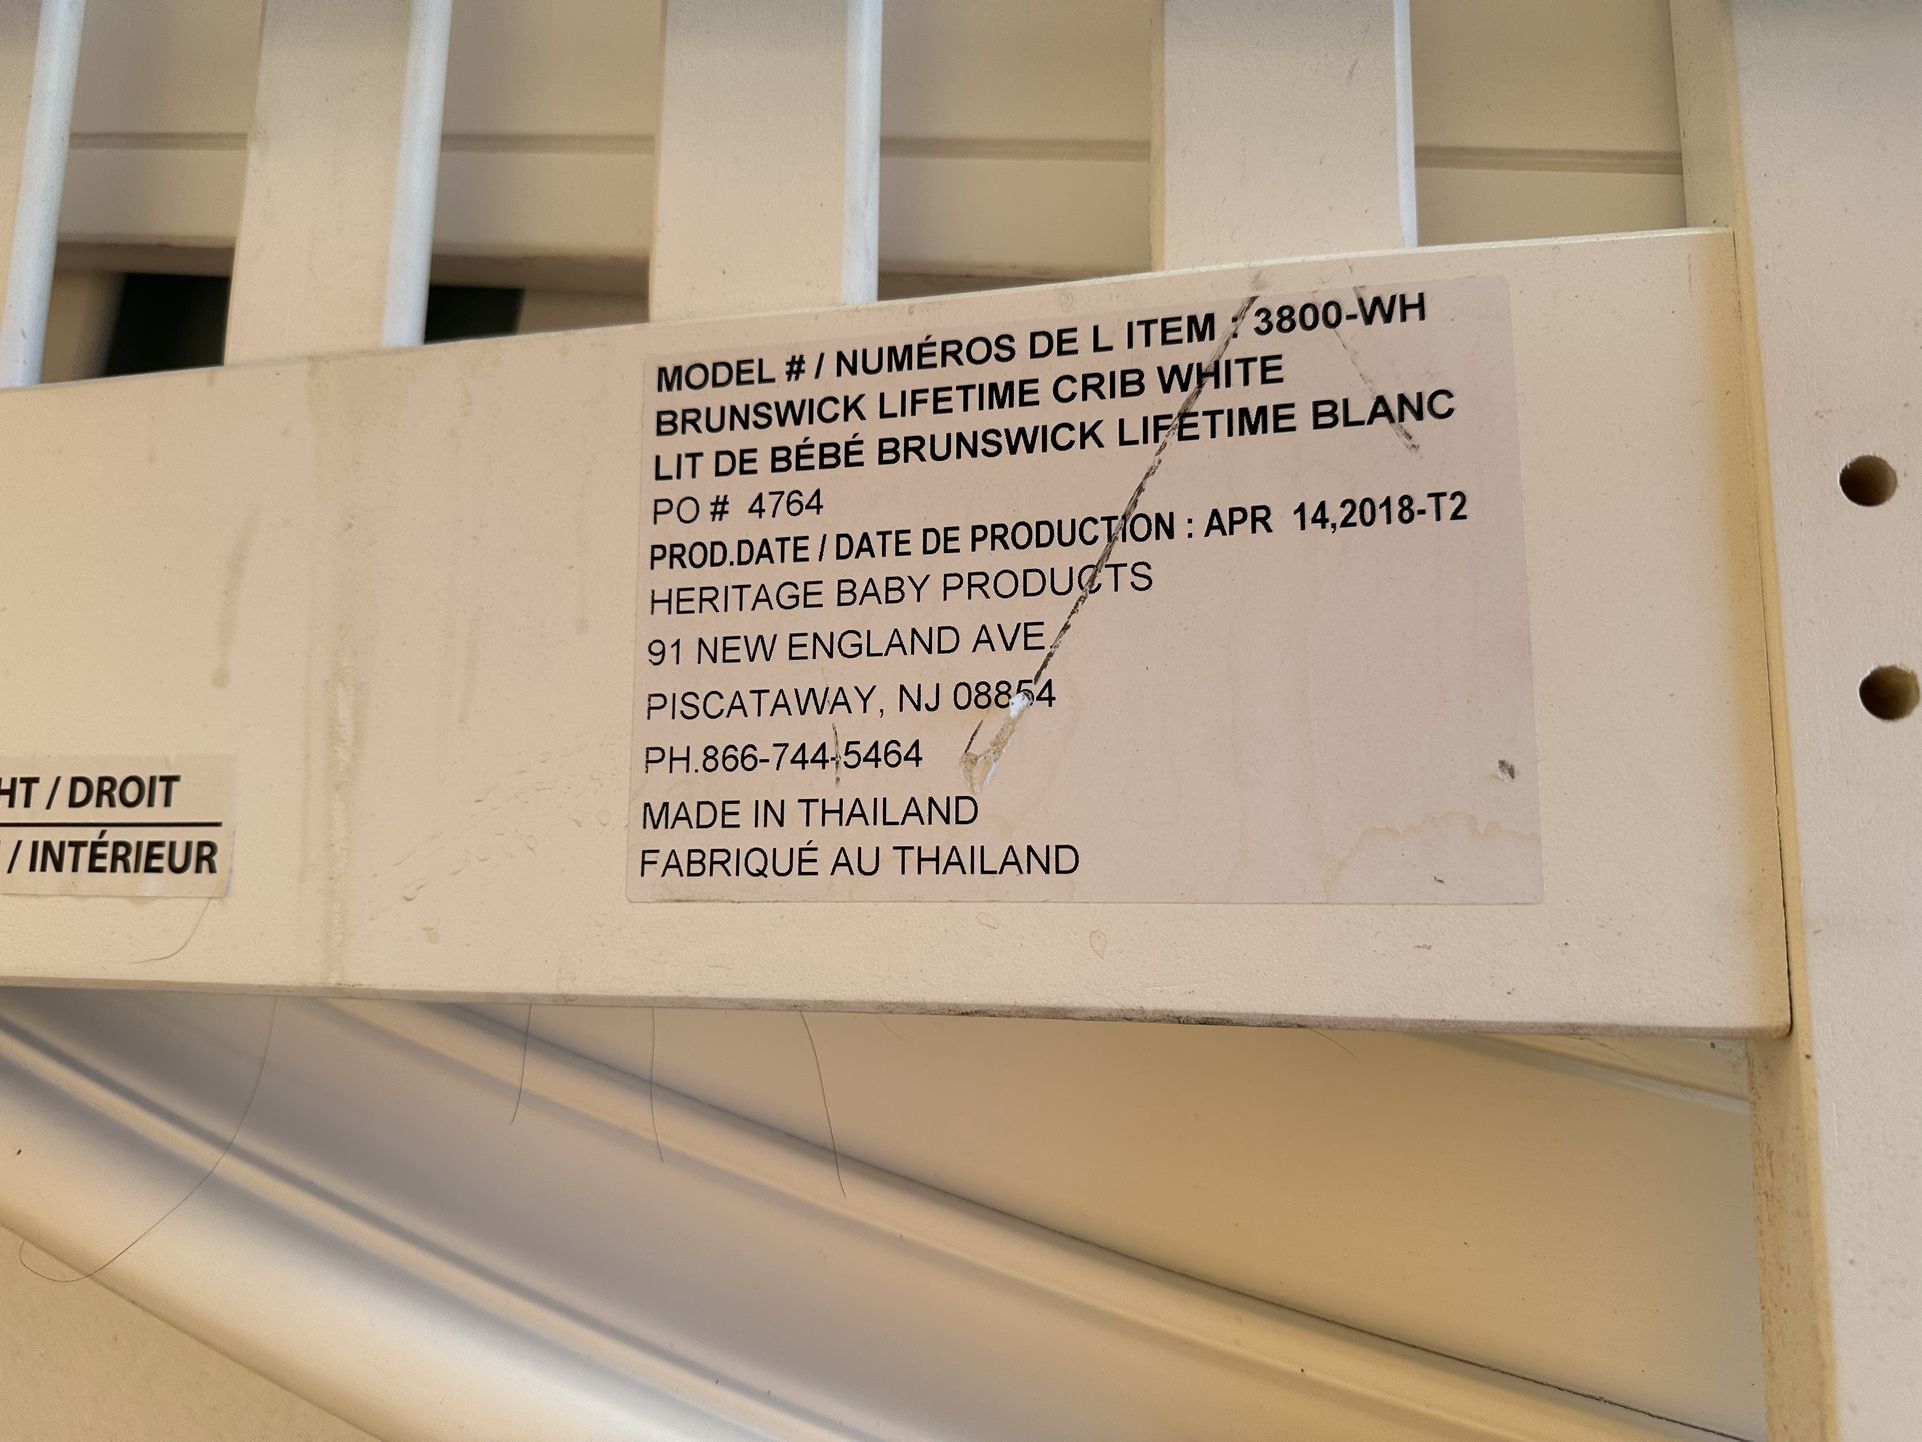 MODEL # / NUMÉROS DE L ITEM : 3800-WH
BRUNSWICK LIFETIME CRIB WHITE
LIT DE BÉBÉ BRUNSWICK LIFETIME BLANC
PO # 4764
PROD.DATE / DATE DE PRODUCTION : APR 14,2018-T2
HERITAGE BABY PRODUCTS
91 NEW ENGLAND AVE.
PISCATAWAY, NJ 08854
PH.866-744-5464
MADE IN THAILAND
FABRIQUÉ AU THAILAND
HT / DROIT
/ INTÉRIEUR